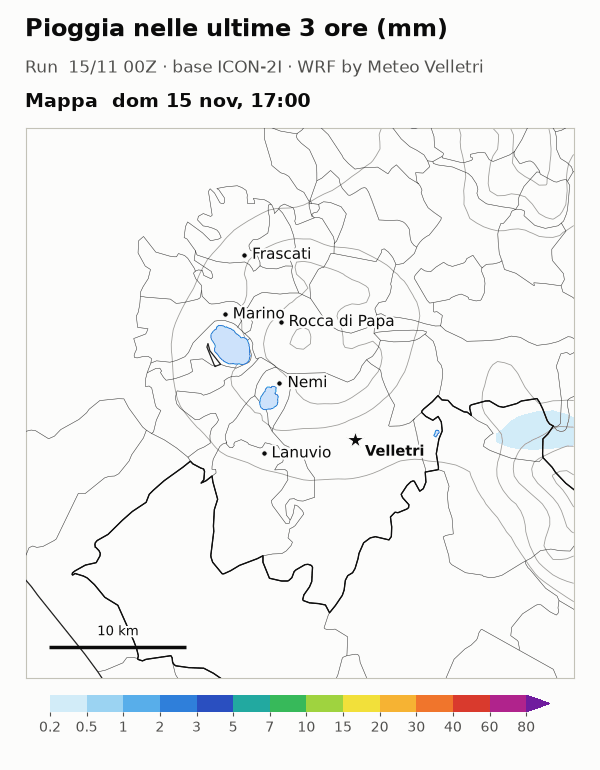 Pioggia nelle ultime 3 ore (mm)
Run  15/11 00Z · base ICON-2I · WRF by Meteo Velletri
Mappa  dom 15 nov, 17:00
Frascati
Marino
Rocca di Papa
Nemi
Velletri
Lanuvio
10 km
0.2 0.5 1 2 3 5 7 10 15 20 30 40 60 80